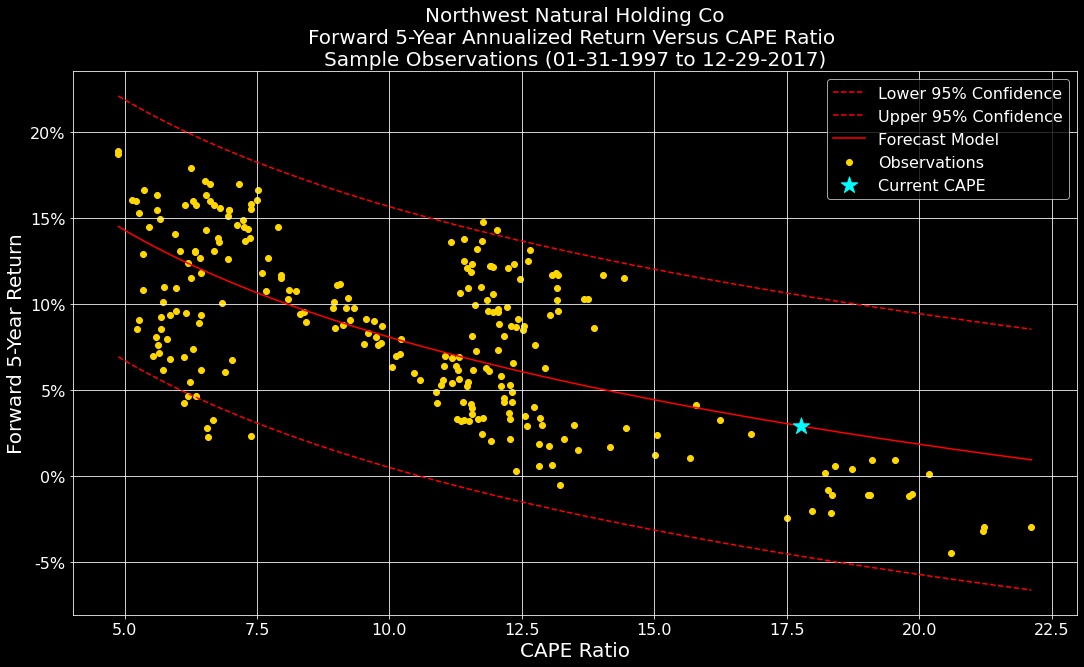 Northwest Natural Holding Co
Forward 5-Year Annualized Return Versus CAPE Ratio
Sample Observations (01-31-1997 to 12-29-2017)
Lower 95% Confidence
Upper 95% Confidence
Forecast Model
Observations
Current CAPE
Forward 5-Year Return
20%
15%
10%
5%
0%
-5%
5.0 7.5 10.0 12.5 15.0 17.5 20.0 22.5
CAPE Ratio